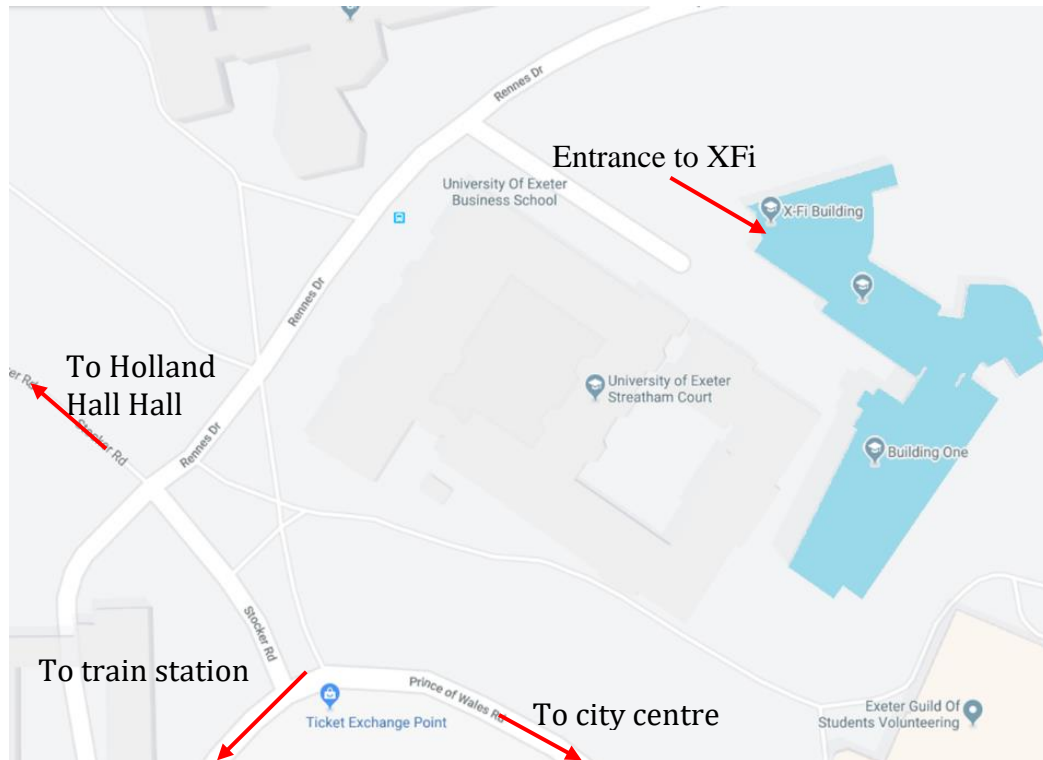 Rennes Dr
Entrance to XFi
University Of Exeter
Business School
X-Fi Building
Rennes Dr
To Holland
Hall Hall
er Rd
Stocker Rd
University of Exeter
Streatham Court
Rennes Dr
Building One
Stocker Rd
To train station
Prince of Wales Rd
Ticket Exchange Point
To city centre
Exeter Guild Of
Students Volunteering